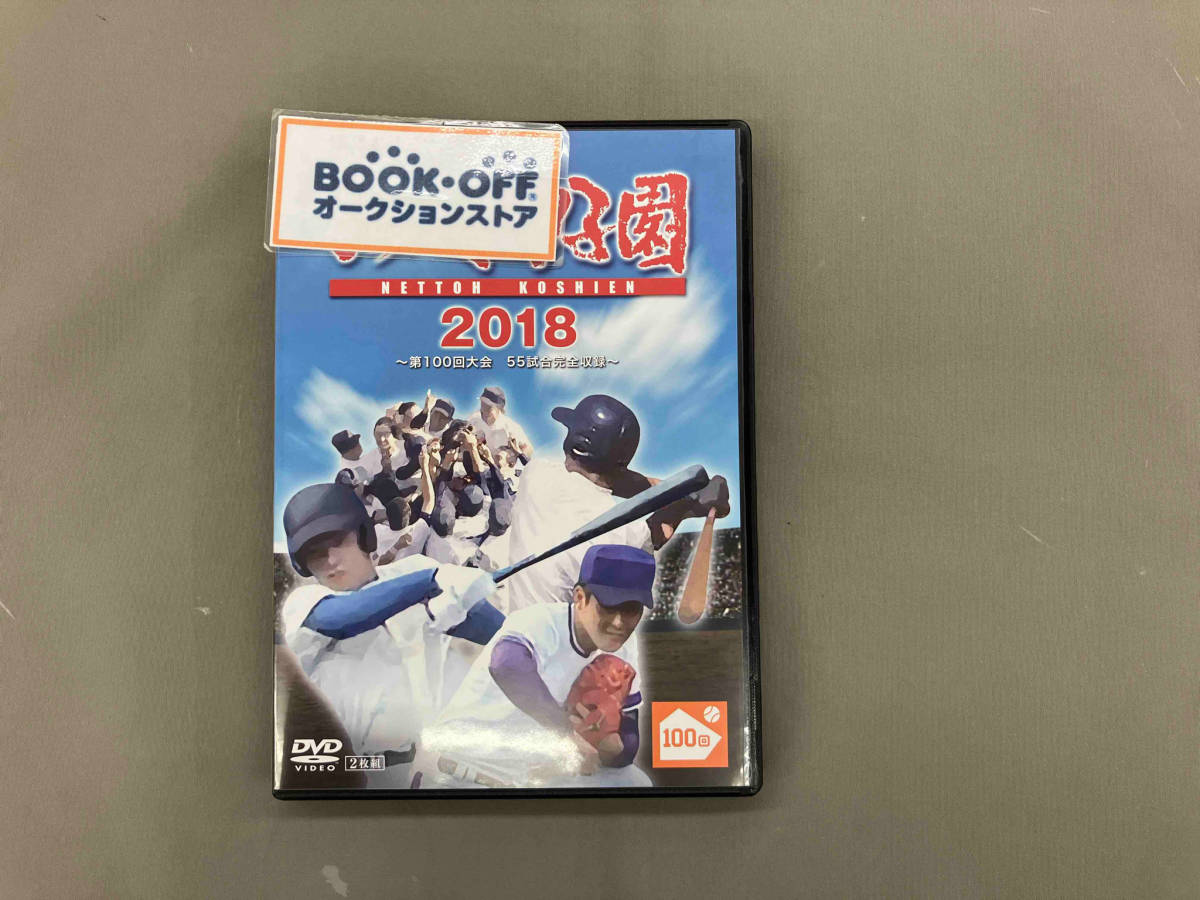 BOOK・OFF
オークションストア
園
NETTOH KOSHIEN
2018
～第100回大会 55試合完全収録～
100回
DVD
VIDEO
2枚組